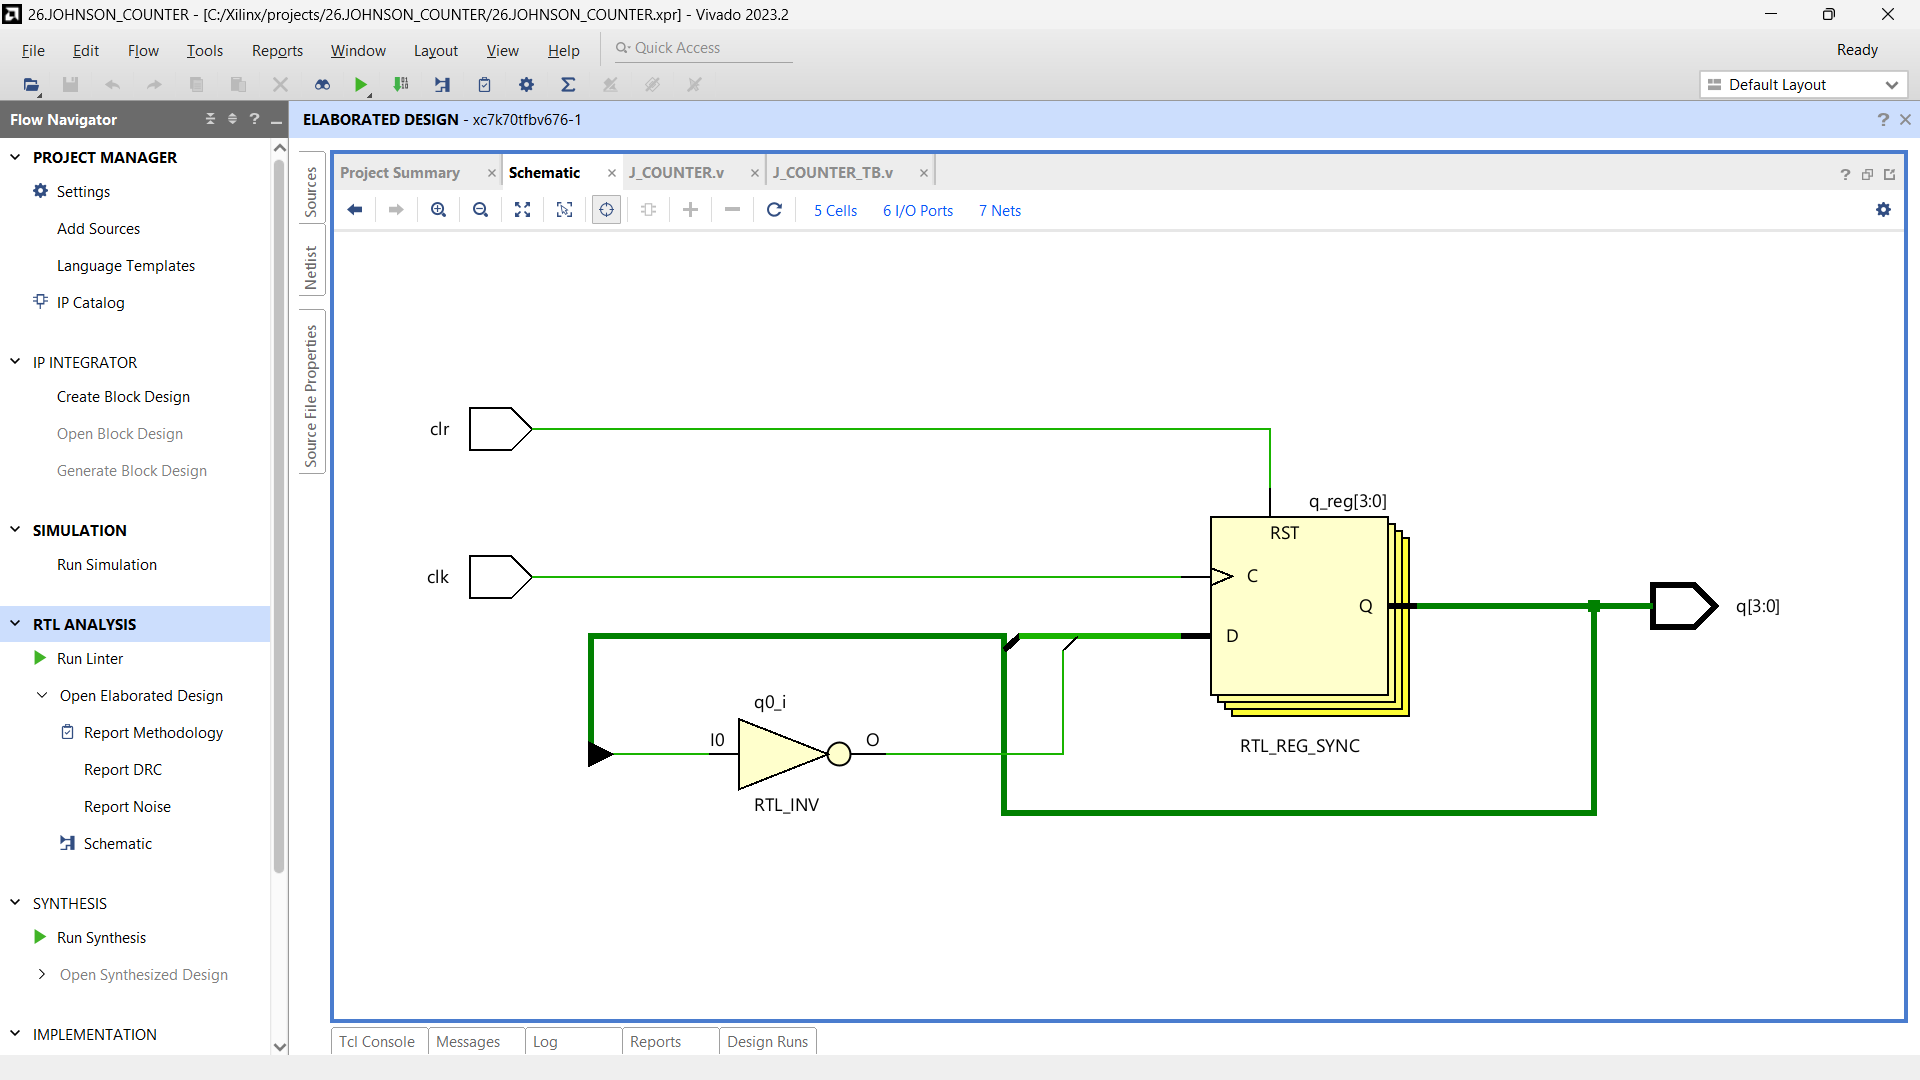 26.JOHNSON_COUNTER - [C:/Xilinx/projects/26.JOHNSON_COUNTER/26.JOHNSON_COUNTER.xpr] - Vivado 2023.2
File Edit Flow Tools Reports Window Layout View Help Quick Access Ready
Default Layout
Flow Navigator
ELABORATED DESIGN - xc7k70tfbv676-1
PROJECT MANAGER
Settings
Add Sources
Language Templates
IP Catalog
IP INTEGRATOR
Create Block Design
Open Block Design
Generate Block Design
SIMULATION
Run Simulation
RTL ANALYSIS
Run Linter
Open Elaborated Design
Report Methodology
Report DRC
Report Noise
Schematic
SYNTHESIS
Run Synthesis
Open Synthesized Design
IMPLEMENTATION
Sources
Netlist
Source File Properties
Project Summary Schematic J_COUNTER.v J_COUNTER_TB.v
5 Cells 6 I/O Ports 7 Nets
clr
q_reg[3:0]
RST
clk
C
Q
q[3:0]
D
q0_i
I0
O
RTL_REG_SYNC
RTL_INV
Tcl Console Messages Log Reports Design Runs